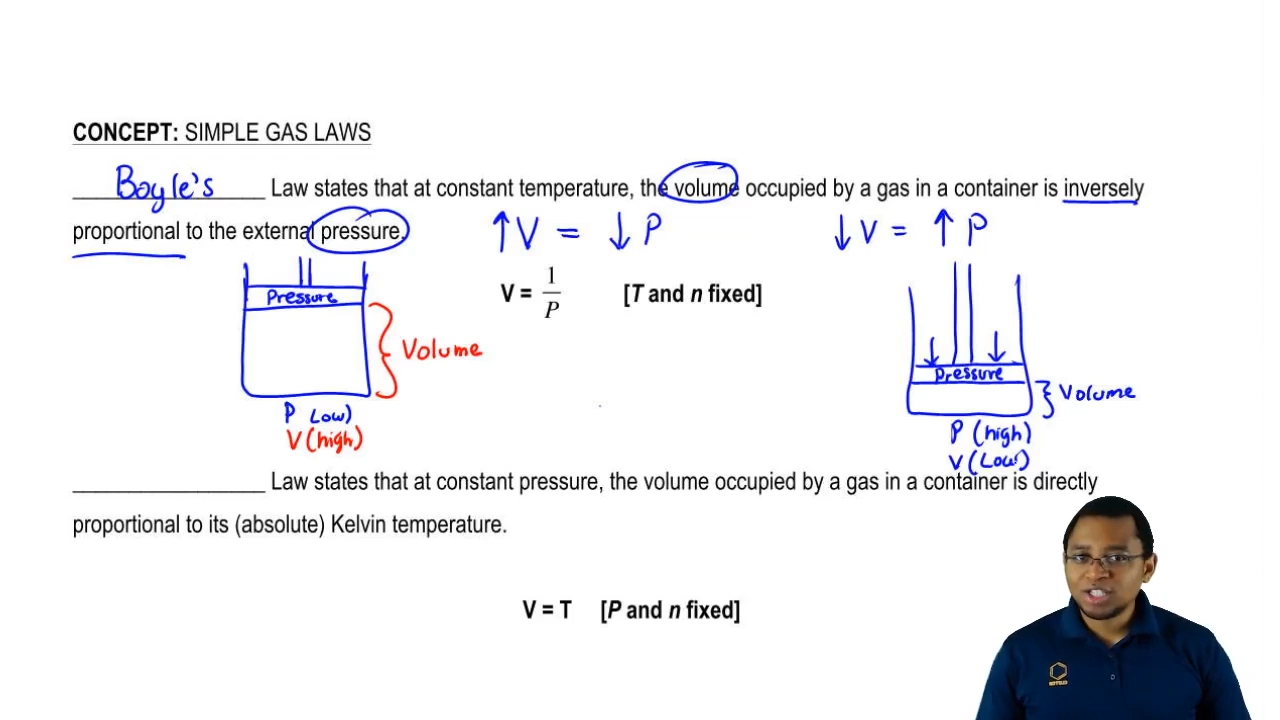 CONCEPT: SIMPLE GAS LAWS
Boyle's Law states that at constant temperature, the volume occupied by a gas in a container is inversely
proportional to the external pressure.
↑V = ↓P
↓V = ↑P
V = 1/P [T and n fixed]
Pressure
Volume
P (Low)
V (high)
Pressure
Volume
P (high)
V (Low)
____________ Law states that at constant pressure, the volume occupied by a gas in a container is directly
proportional to its (absolute) Kelvin temperature.
V = T [P and n fixed]